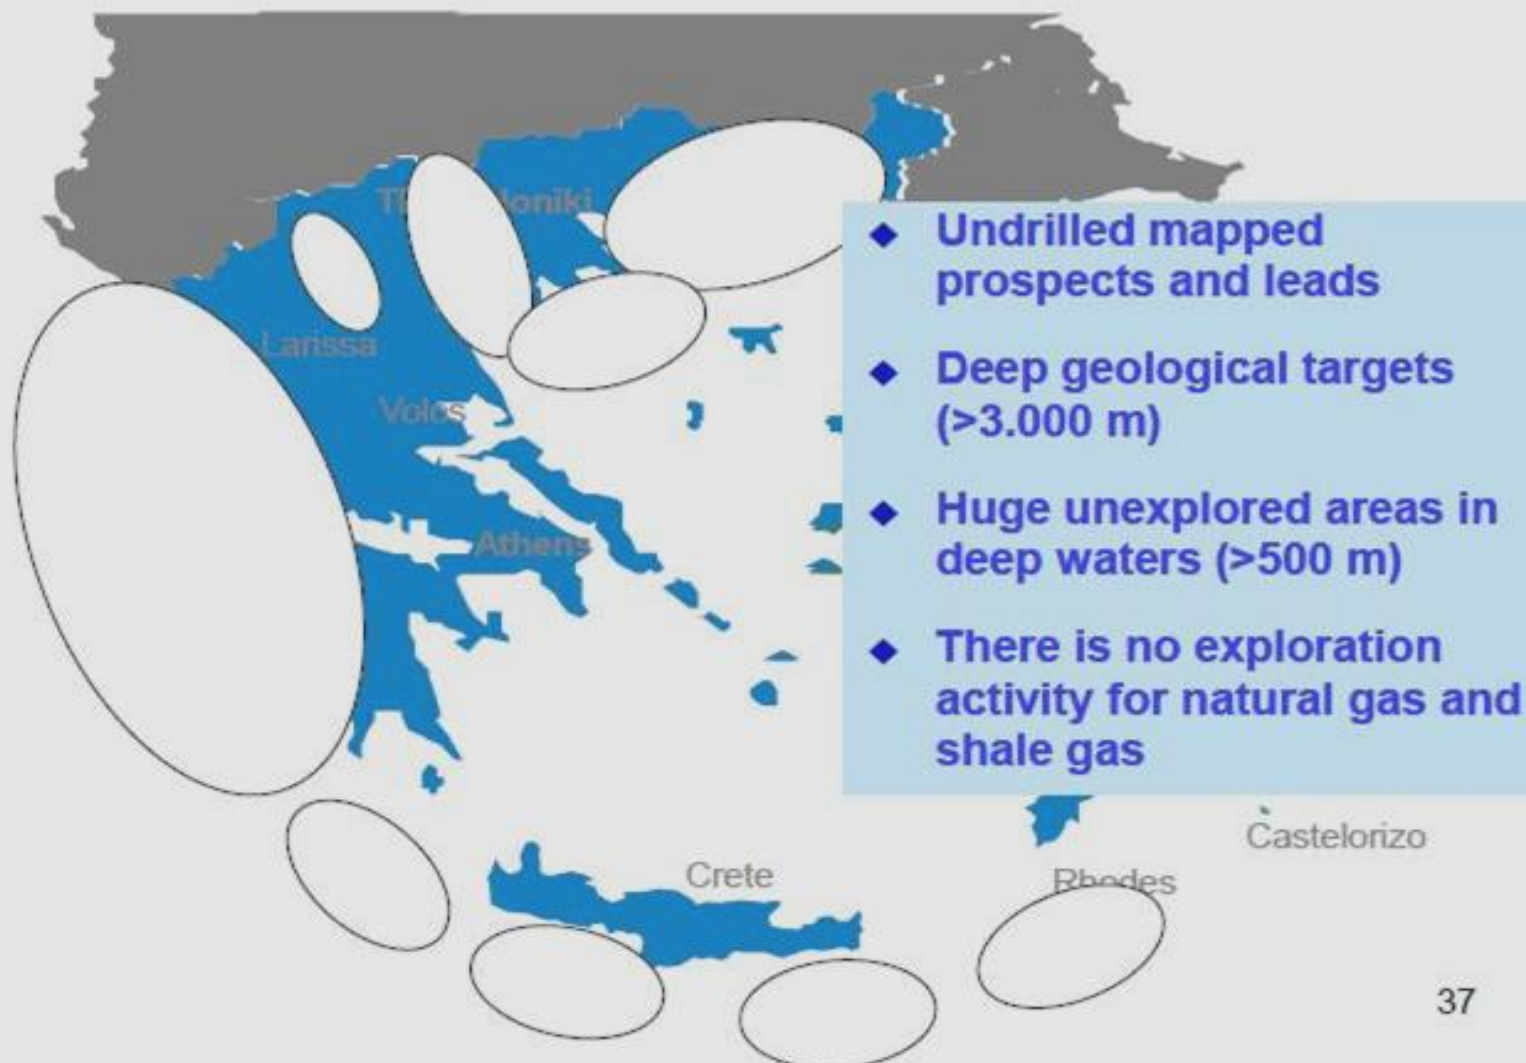 Larissa
Volos
Athens
Crete
Rhodes
Castelorizo
◆ Undrilled mapped
prospects and leads
◆ Deep geological targets
(>3.000 m)
◆ Huge unexplored areas in
deep waters (>500 m)
◆ There is no exploration
activity for natural gas and
shale gas
37